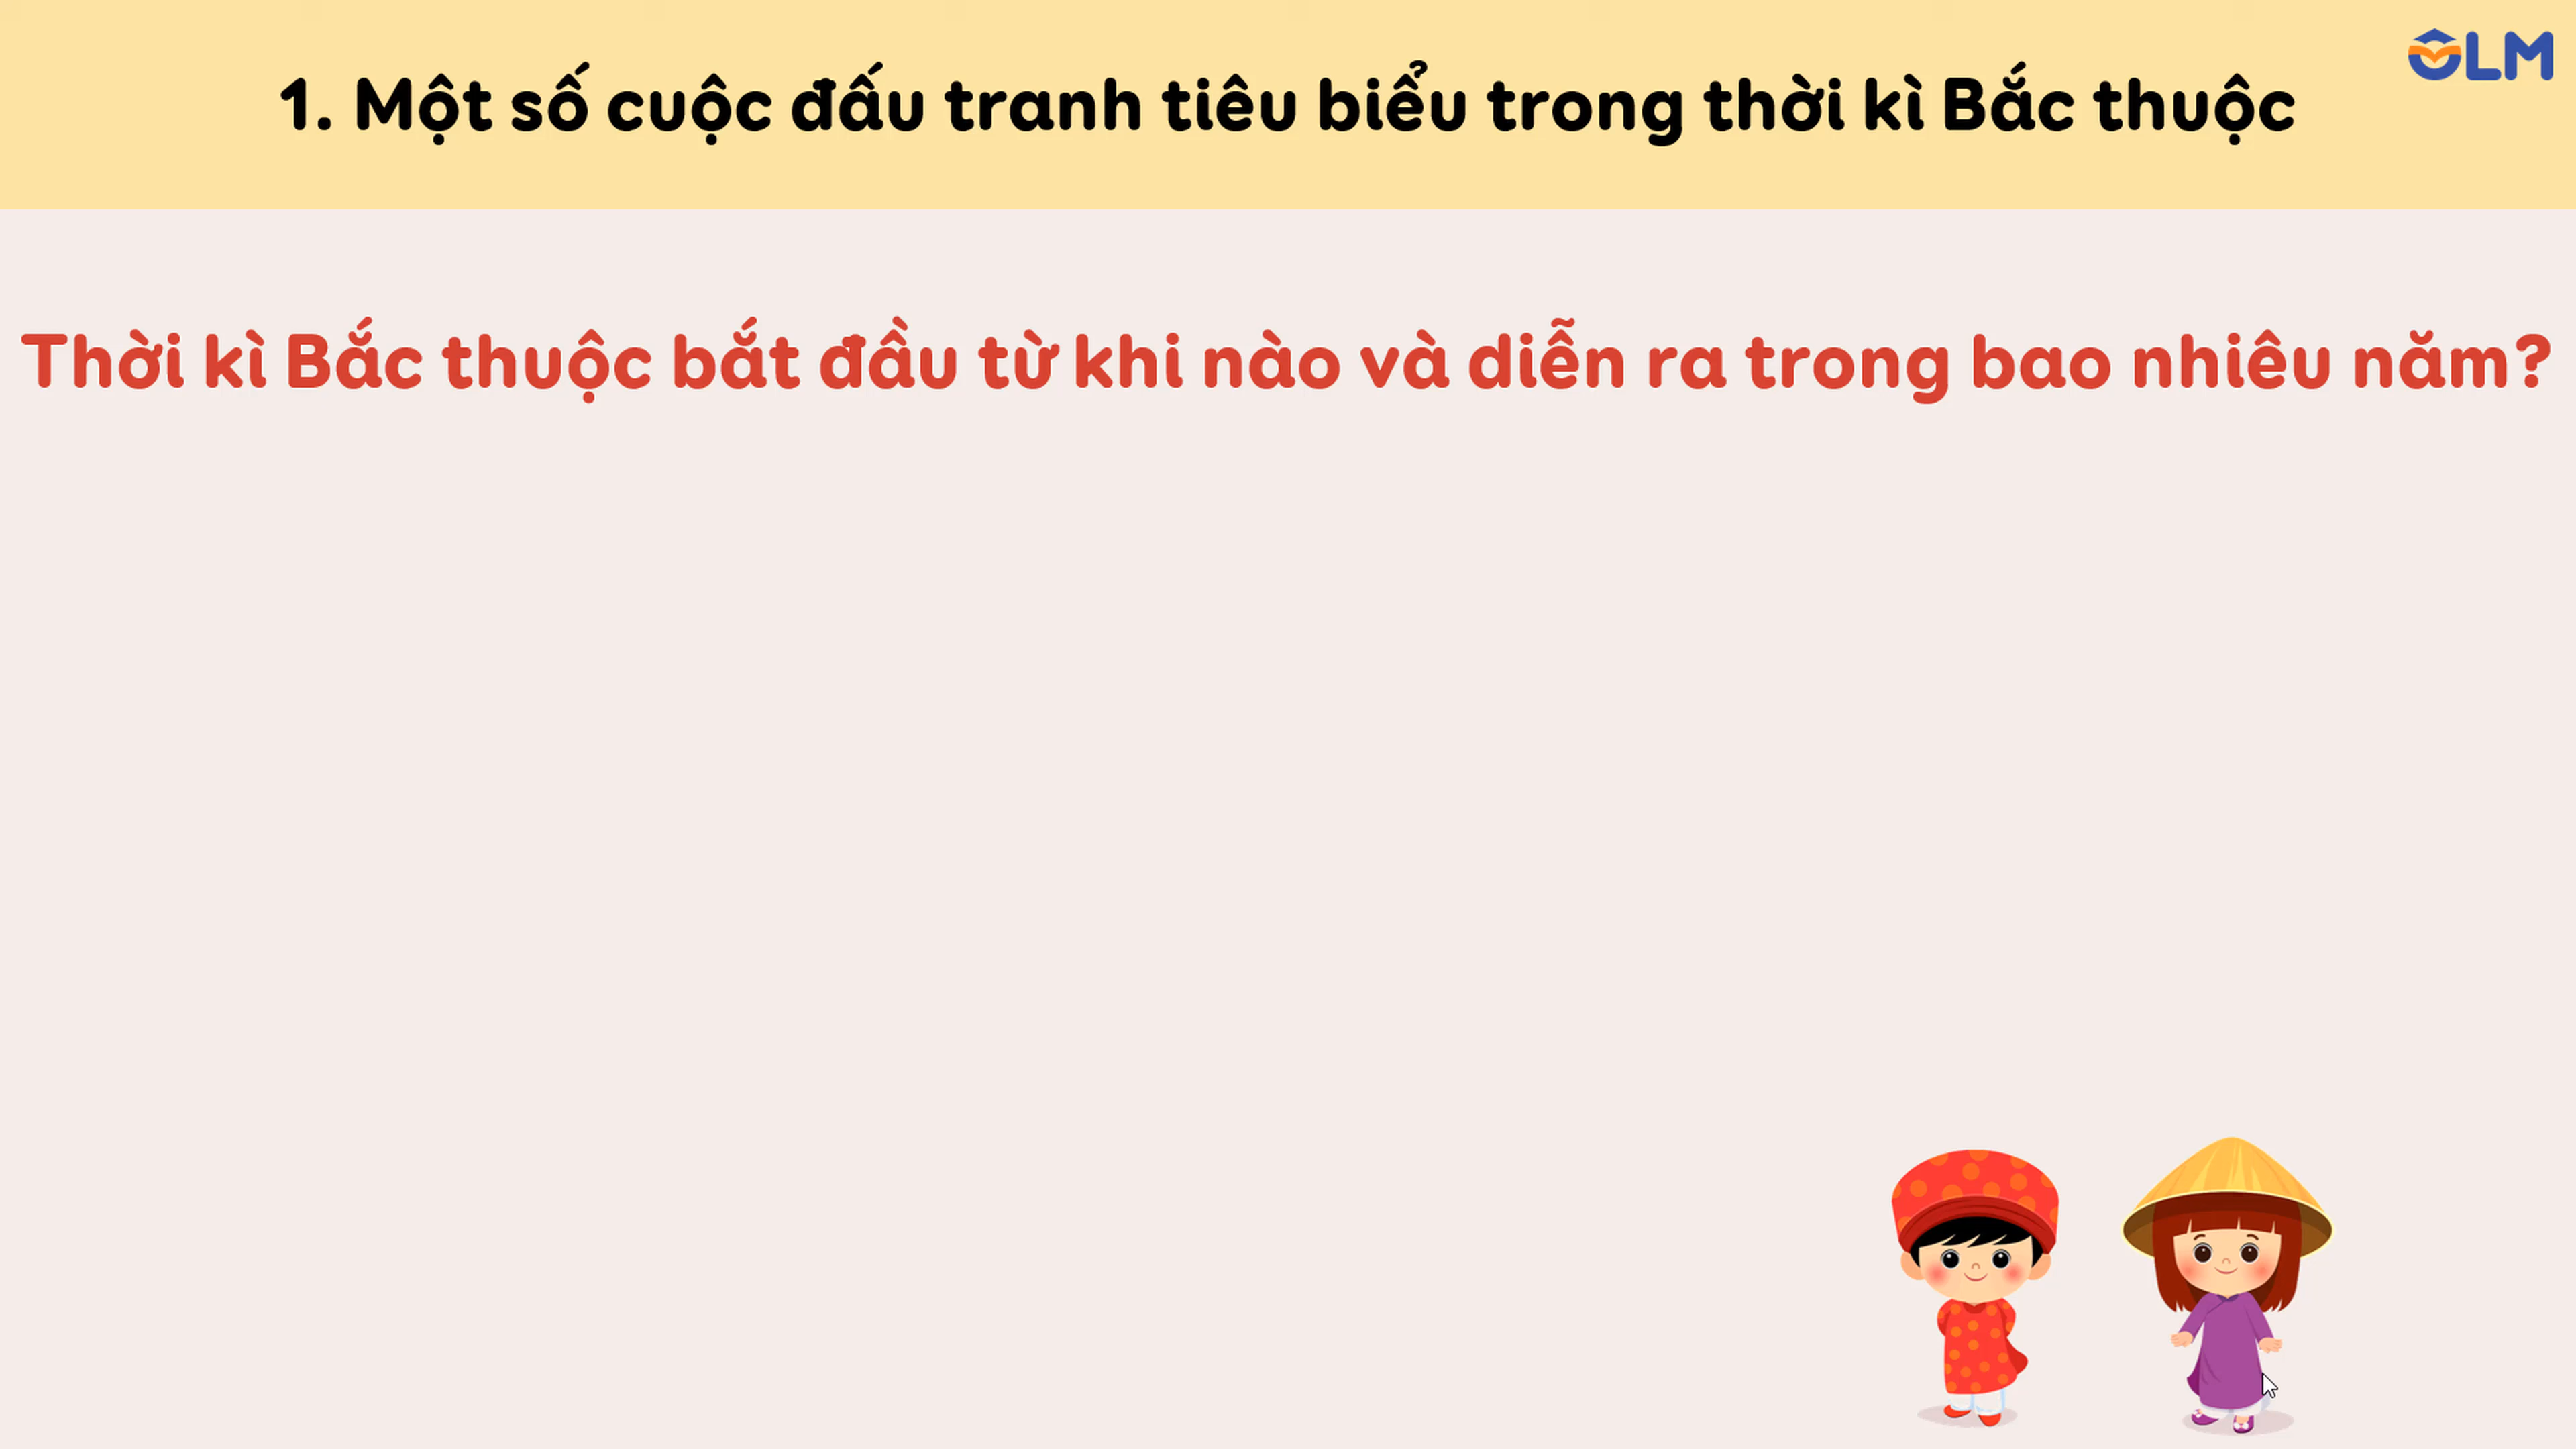 OLM
1. Một số cuộc đấu tranh tiêu biểu trong thời kì Bắc thuộc
Thời kì Bắc thuộc bắt đầu từ khi nào và diễn ra trong bao nhiêu năm?